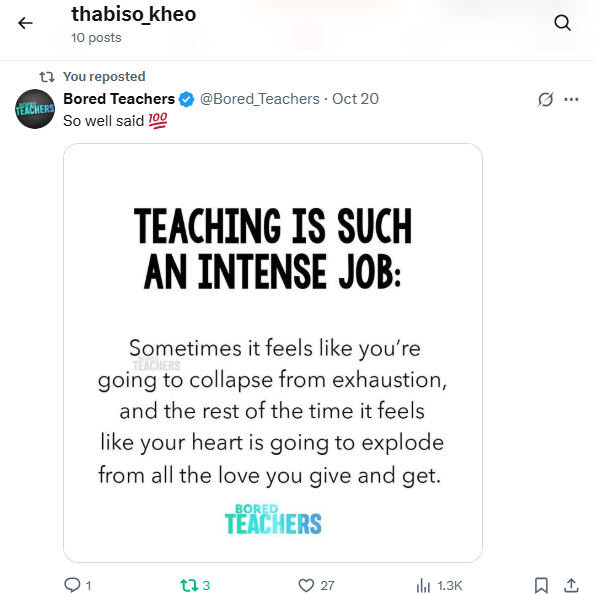 thabiso_kheo
10 posts
You reposted
Bored Teachers @Bored_Teachers · Oct 20
So well said 💯
TEACHING IS SUCH
AN INTENSE JOB:
Sometimes it feels like you're
BORED
TEACHERS
going to collapse from exhaustion,
and the rest of the time it feels
like your heart is going to explode
from all the love you give and get.
BORED
TEACHERS
1 3 27 1.3K